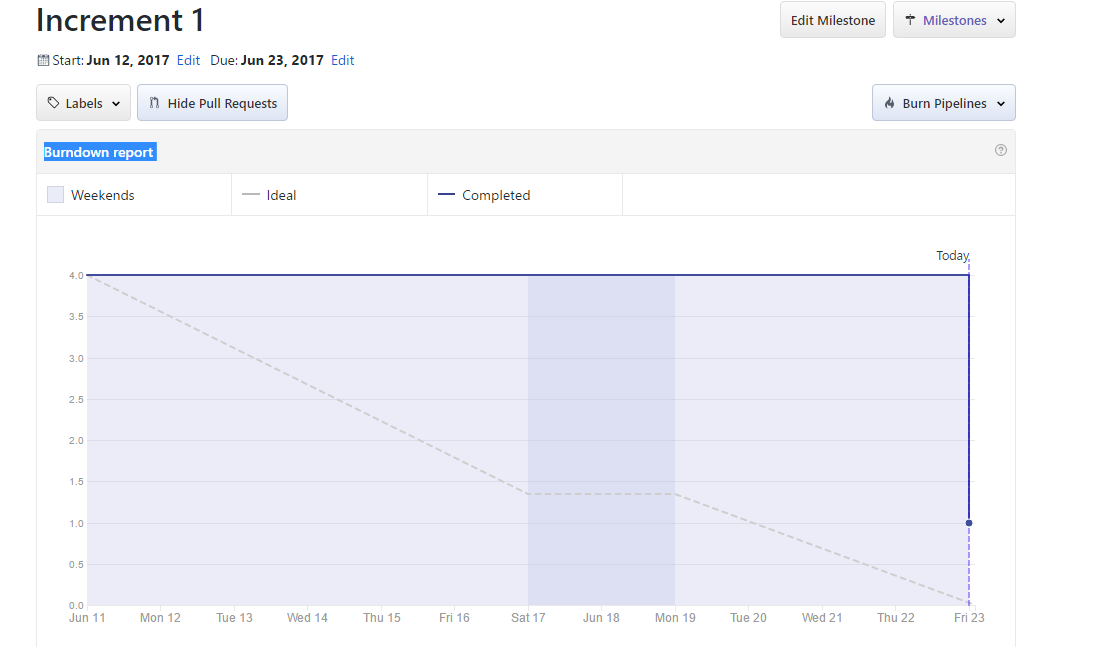 Increment 1
Edit Milestone
Milestones
Start: Jun 12, 2017 Edit Due: Jun 23, 2017 Edit
Labels
Hide Pull Requests
Burn Pipelines
Burndown report
?
Weekends
Ideal
Completed
Today
4.0
3.5
3.0
2.5
2.0
1.5
1.0
0.5
0.0
Jun 11 Mon 12 Tue 13 Wed 14 Thu 15 Fri 16 Sat 17 Jun 18 Mon 19 Tue 20 Wed 21 Thu 22 Fri 23